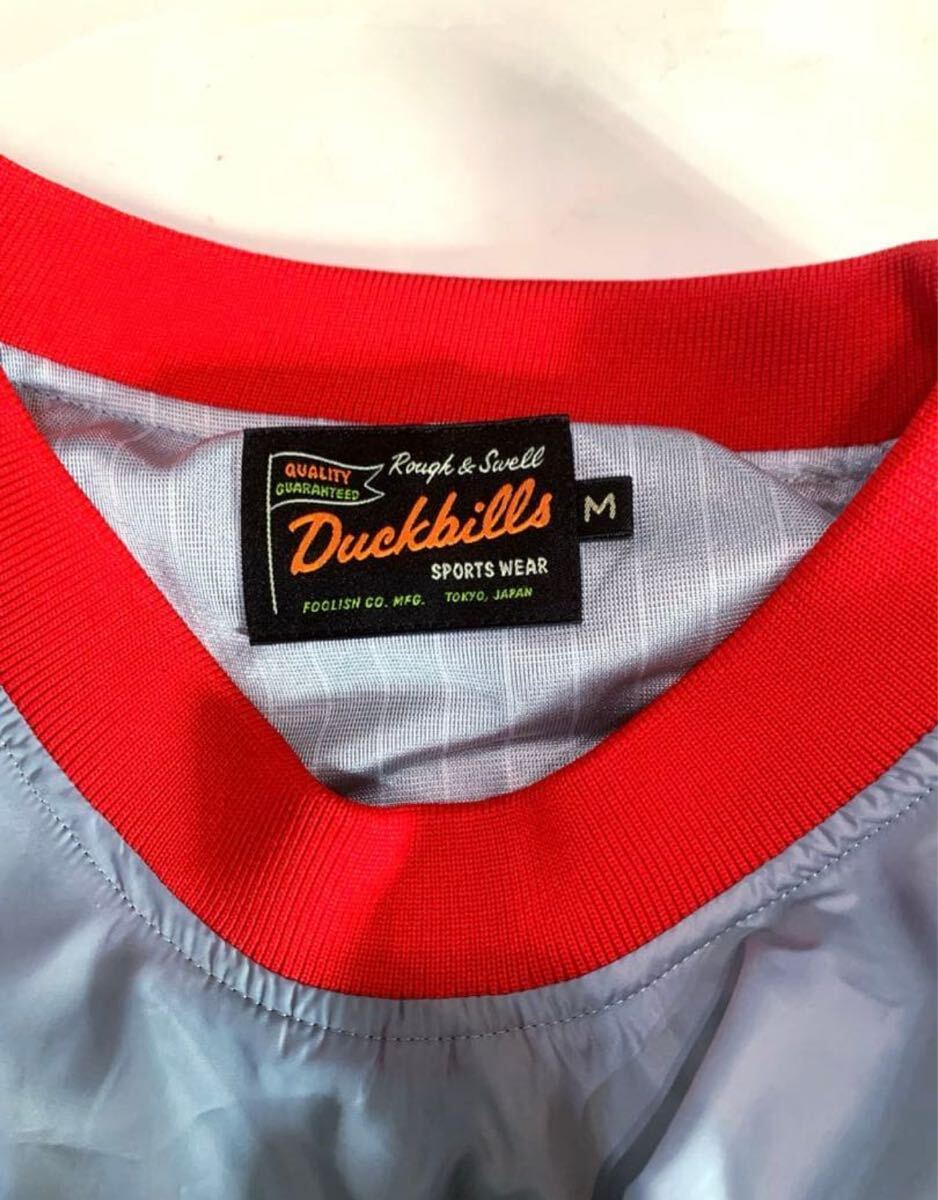 QUALITY
GUARANTEED
Rough & Swell
Duckbills
SPORTS WEAR
FOOLISH CO. MFG. TOKYO, JAPAN
M